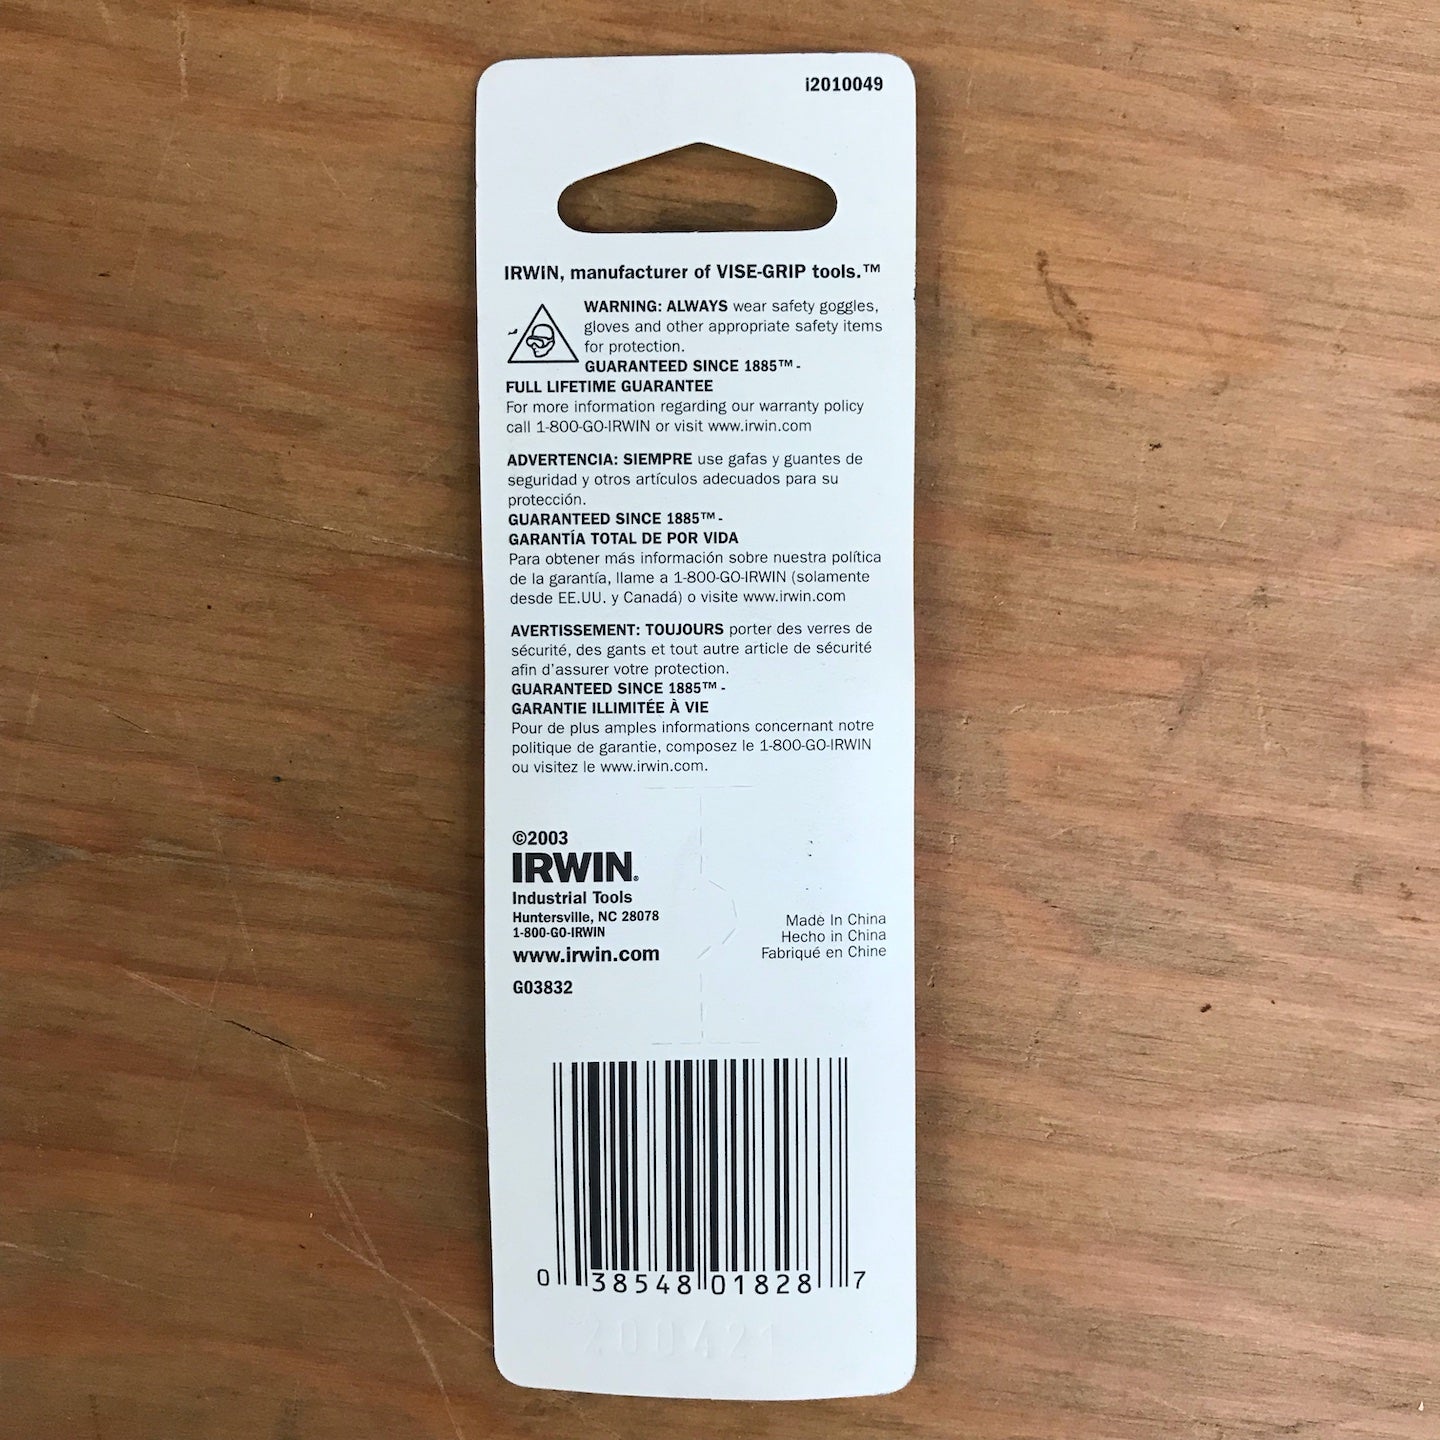 i2010049
IRWIN, manufacturer of VISE-GRIP tools.™
WARNING: ALWAYS wear safety goggles,
gloves and other appropriate safety items
for protection.
GUARANTEED SINCE 1885™ -
FULL LIFETIME GUARANTEE
For more information regarding our warranty policy
call 1-800-GO-IRWIN or visit www.irwin.com
ADVERTENCIA: SIEMPRE use gafas y guantes de
seguridad y otros artículos adecuados para su
protección.
GUARANTEED SINCE 1885™ -
GARANTÍA TOTAL DE POR VIDA
Para obtener más información sobre nuestra política
de la garantía, llame a 1-800-GO-IRWIN (solamente
desde EE.UU. y Canadá) o visite www.irwin.com
AVERTISSEMENT: TOUJOURS porter des verres de
sécurité, des gants et tout autre article de sécurité
afin d'assurer votre protection.
GUARANTEED SINCE 1885™ -
GARANTIE ILLIMITÉE À VIE
Pour de plus amples informations concernant notre
politique de garantie, composez le 1-800-GO-IRWIN
ou visitez le www.irwin.com.
©2003
IRWIN®
Industrial Tools
Huntersville, NC 28078
1-800-GO-IRWIN
www.irwin.com
G03832
Made In China
Hecho in China
Fabriqué en Chine
0 38548 01828 7
200421